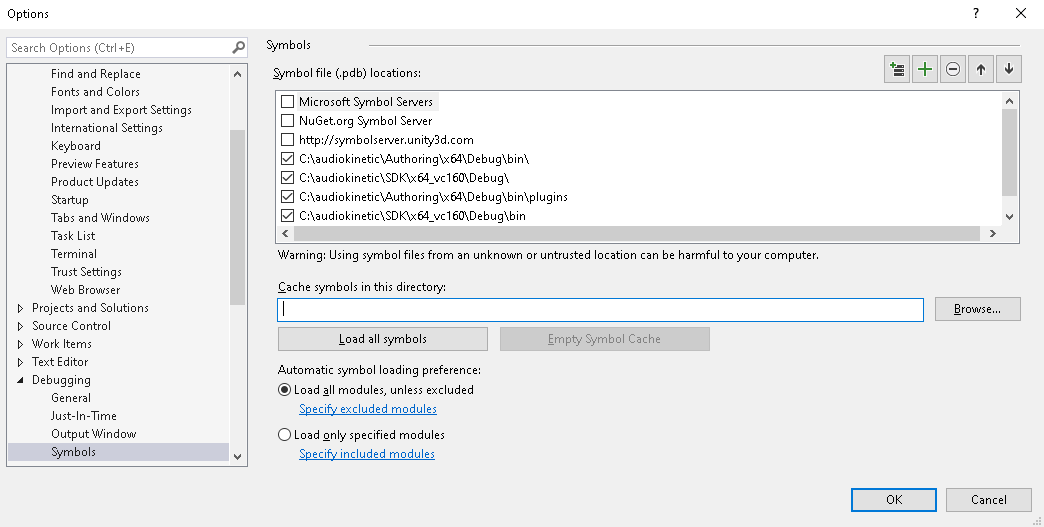 Options
?
Search Options (Ctrl+E)
Find and Replace
Fonts and Colors
Import and Export Settings
International Settings
Keyboard
Preview Features
Product Updates
Startup
Tabs and Windows
Task List
Terminal
Trust Settings
Web Browser
Projects and Solutions
Source Control
Work Items
Text Editor
Debugging
General
Just-In-Time
Output Window
Symbols
Symbols
Symbol file (.pdb) locations:
Microsoft Symbol Servers
NuGet.org Symbol Server
http://symbolserver.unity3d.com
C:\audiokinetic\Authoring\x64\Debug\bin\
C:\audiokinetic\SDK\x64_vc160\Debug\
C:\audiokinetic\Authoring\x64\Debug\bin\plugins
C:\audiokinetic\SDK\x64_vc160\Debug\bin
Warning: Using symbol files from an unknown or untrusted location can be harmful to your computer.
Cache symbols in this directory:
Browse...
Load all symbols
Empty Symbol Cache
Automatic symbol loading preference:
Load all modules, unless excluded
Specify excluded modules
Load only specified modules
Specify included modules
OK
Cancel